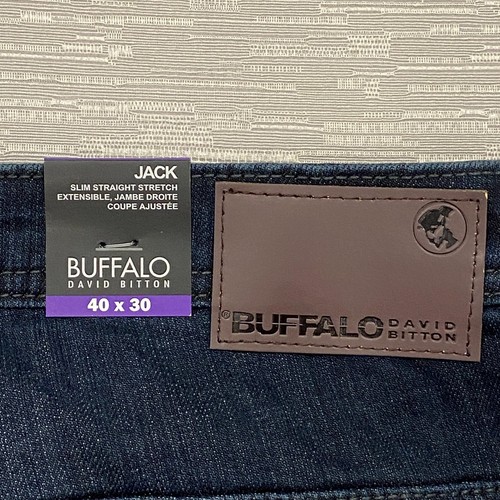 JACK
SLIM STRAIGHT STRETCH
EXTENSIBLE, JAMBE DROITE
COUPE AJUSTÉE
BUFFALO
DAVID BITTON
40 x 30
®BUFFALO DAVID
BITTON